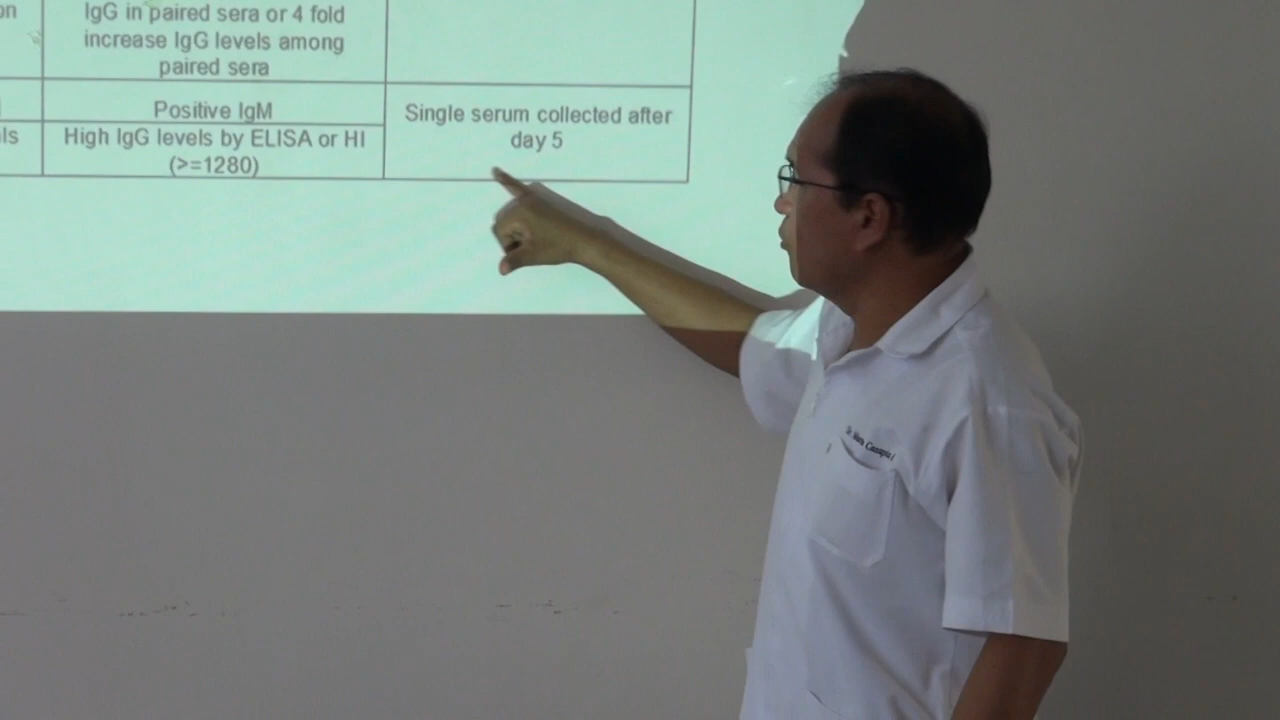 on
IgG in paired sera or 4 fold
increase IgG levels among
paired sera
Positive IgM
Single serum collected after
day 5
ls
High IgG levels by ELISA or HI
(>=1280)